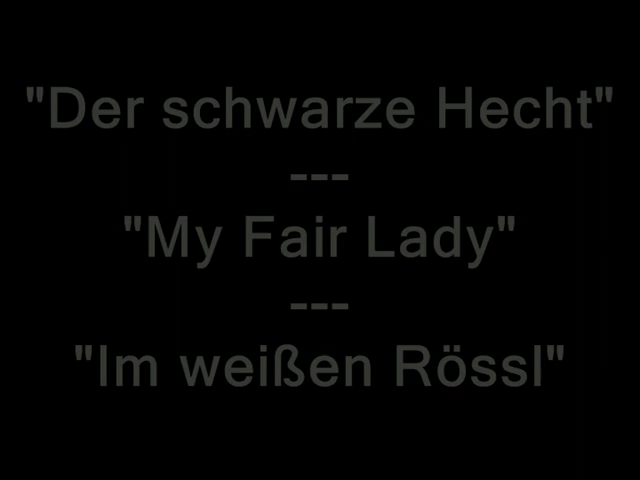 "Der schwarze Hecht"
---
"My Fair Lady"
---
"Im weißen Rössl"